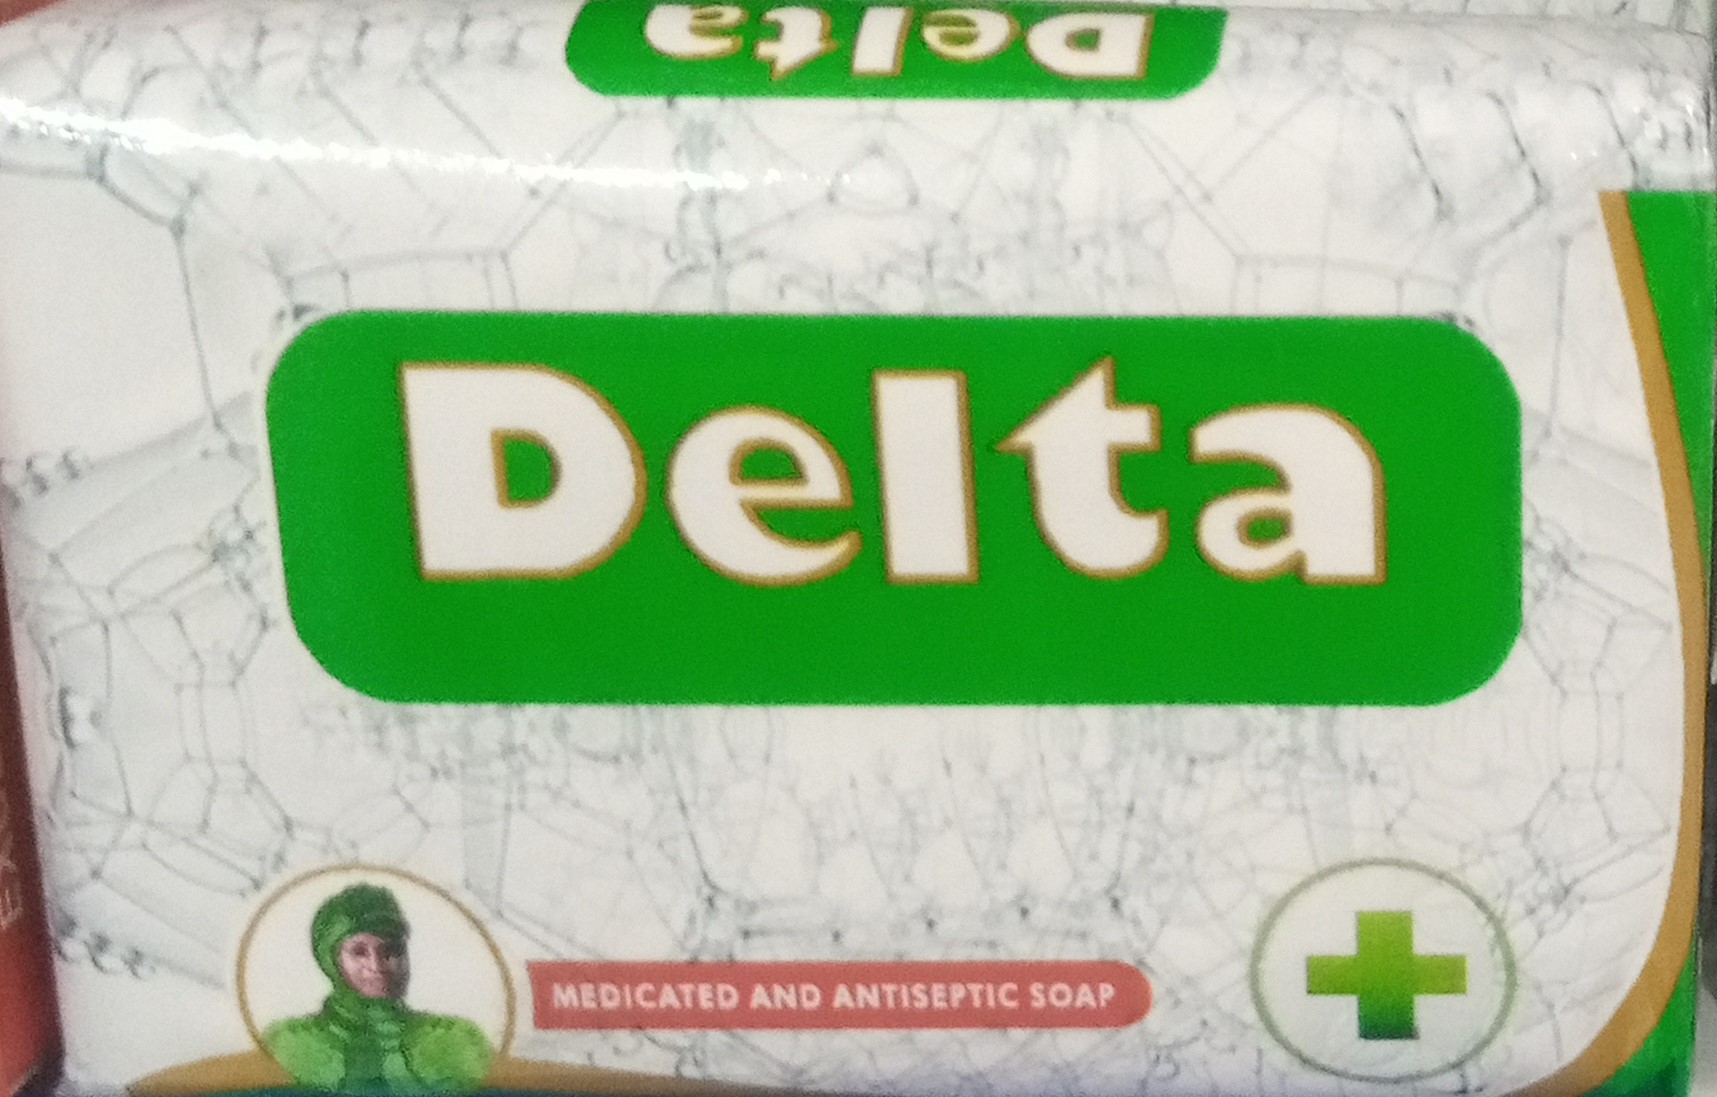 Delta
Delta
MEDICATED AND ANTISEPTIC SOAP